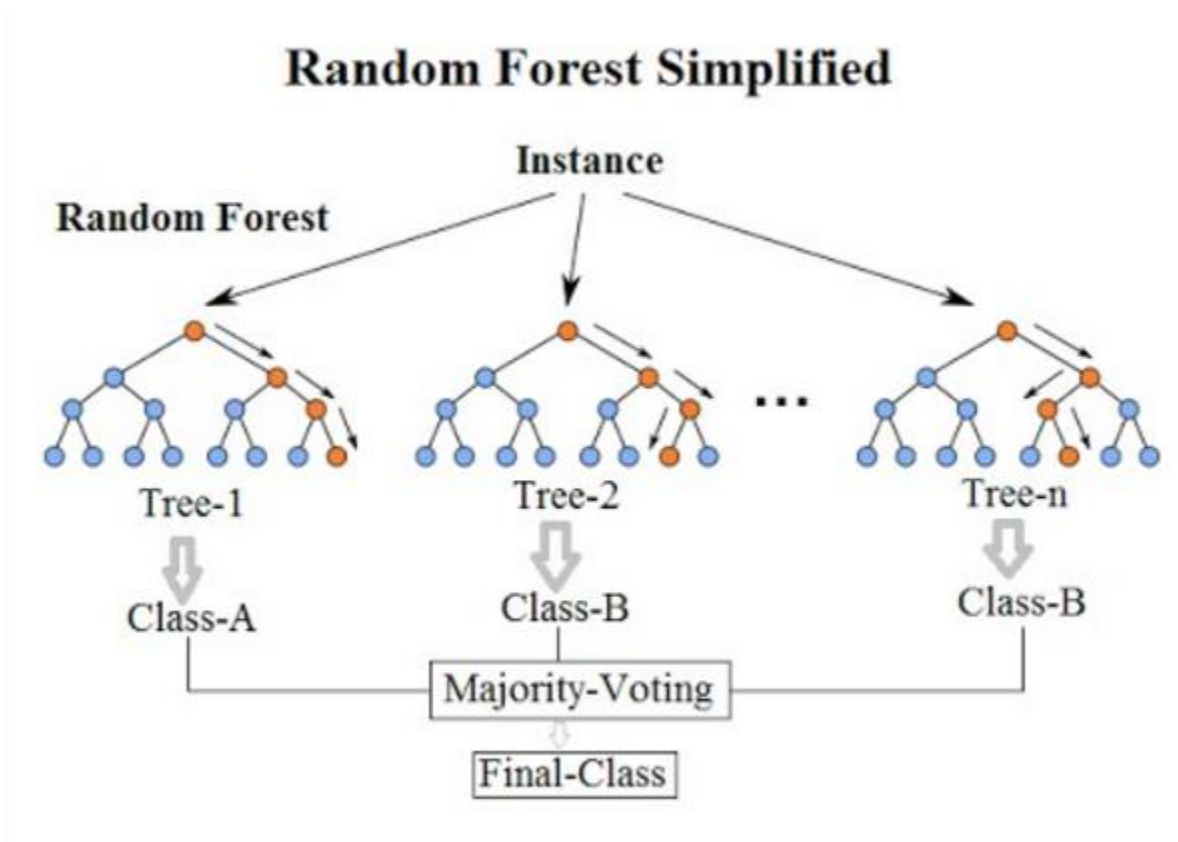 Random Forest Simplified
Instance
Random Forest
...
Tree-1
Tree-2
Tree-n
Class-A
Class-B
Class-B
Majority-Voting
Final-Class